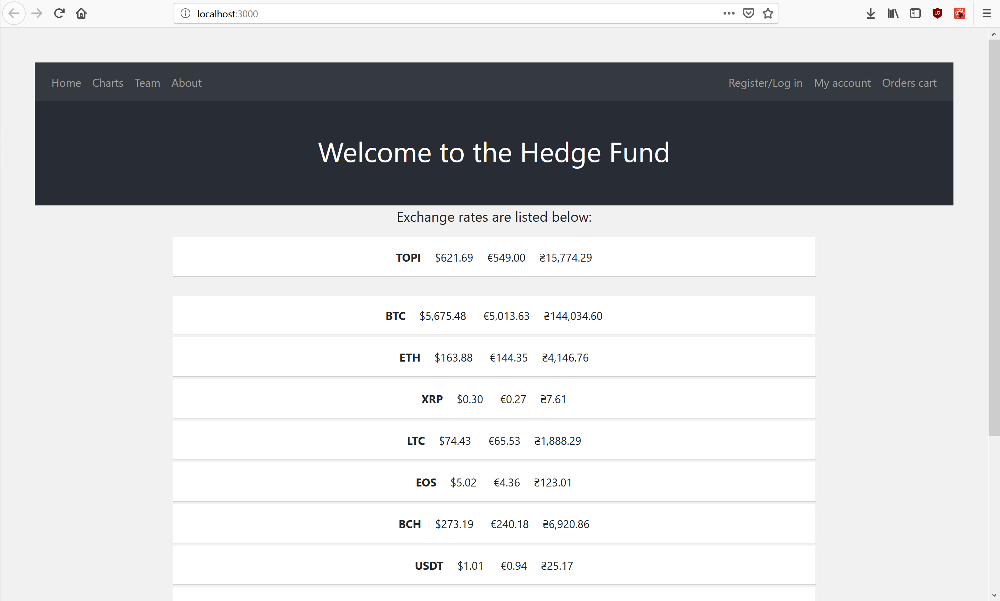 localhost:3000
Home Charts Team About Register/Log in My account Orders cart
Welcome to the Hedge Fund
Exchange rates are listed below:
TOPI $621.69 €549.00 ₴15,774.29
BTC $5,675.48 €5,013.63 ₴144,034.60
ETH $163.88 €144.35 ₴4,146.76
XRP $0.30 €0.27 ₴7.61
LTC $74.43 €65.53 ₴1,888.29
EOS $5.02 €4.36 ₴123.01
BCH $273.19 €240.18 ₴6,920.86
USDT $1.01 €0.94 ₴25.17